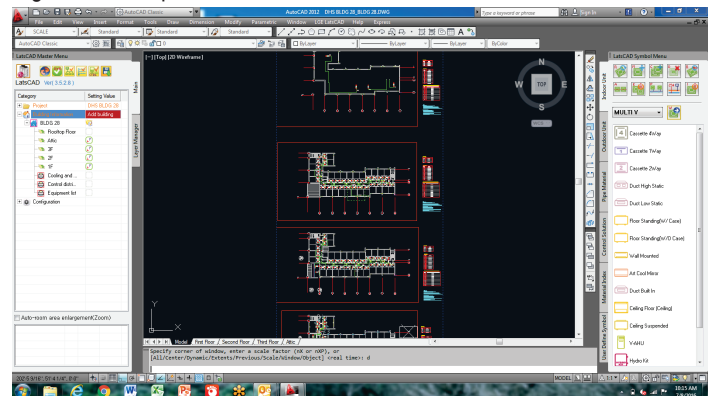 AutoCAD Classic
AutoCAD 2012 DHS BLDG 28_BLDG 28.DWG
Type a keyword or phrase
Sign In
File Edit View Insert Format Tools Draw Dimension Modify Parametric Window LGE LatsCAD Help Express
SCALE
Standard
Standard
Standard
AutoCAD Classic
0
ByLayer
ByLayer
ByLayer
ByColor
LatsCAD Master Menu
LatsCAD
Category
Setting Value
Project
DHS BLDG 28
Add building
BLDG 28
Rooftop Floor
Attic
3F
2F
1F
Cooling and ...
Control distri...
Equipment list
Configuration
Auto-room area enlargement(Zoom)
Main
Layer Manager
[-][Top] [2D Wireframe]
N
W
TOP
E
S
WCS
Y
X
Model
First Floor
Second Floor
Third Floor
Attic
Specify corner of window, enter a scale factor (nX or nXP), or
[All/Center/Dynamic/Extents/Previous/Scale/Window/Object] <real time>: d
LatsCAD Symbol Menu
Indoor Unit
Outdoor Unit
Pipe Material
Control Solution
Material Index
User Define Symbol
MULTI V
Cassette 4Way
Cassette 1Way
Cassette 2Way
Duct High Static
Duct Low Static
Floor Standing(W/ Case)
Floor Standing(W/O Case)
Wall Mounted
Art Cool Mirror
Duct Built In
Ceiling Floor (Ceiling)
Ceiling Suspended
V-AHU
Hydro Kit
MODEL
10:15 AM